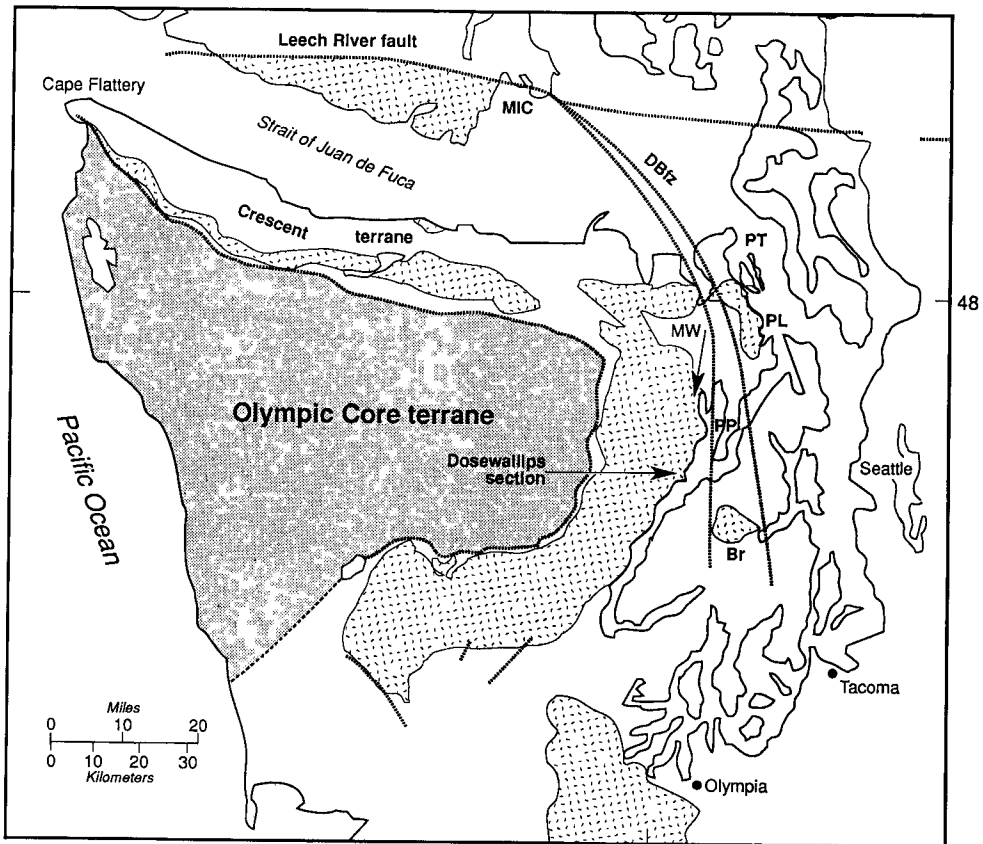 Leech River fault
Cape Flattery
MIC
Strait of Juan de Fuca
DBfz
Crescent terrane
PT
48
PL
MW
Olympic Core terrane
PP
Pacific Ocean
Dosewallips
section
Seattle
Br
Tacoma
Miles
0 10 20
0 10 20 30
Kilometers
Olympia